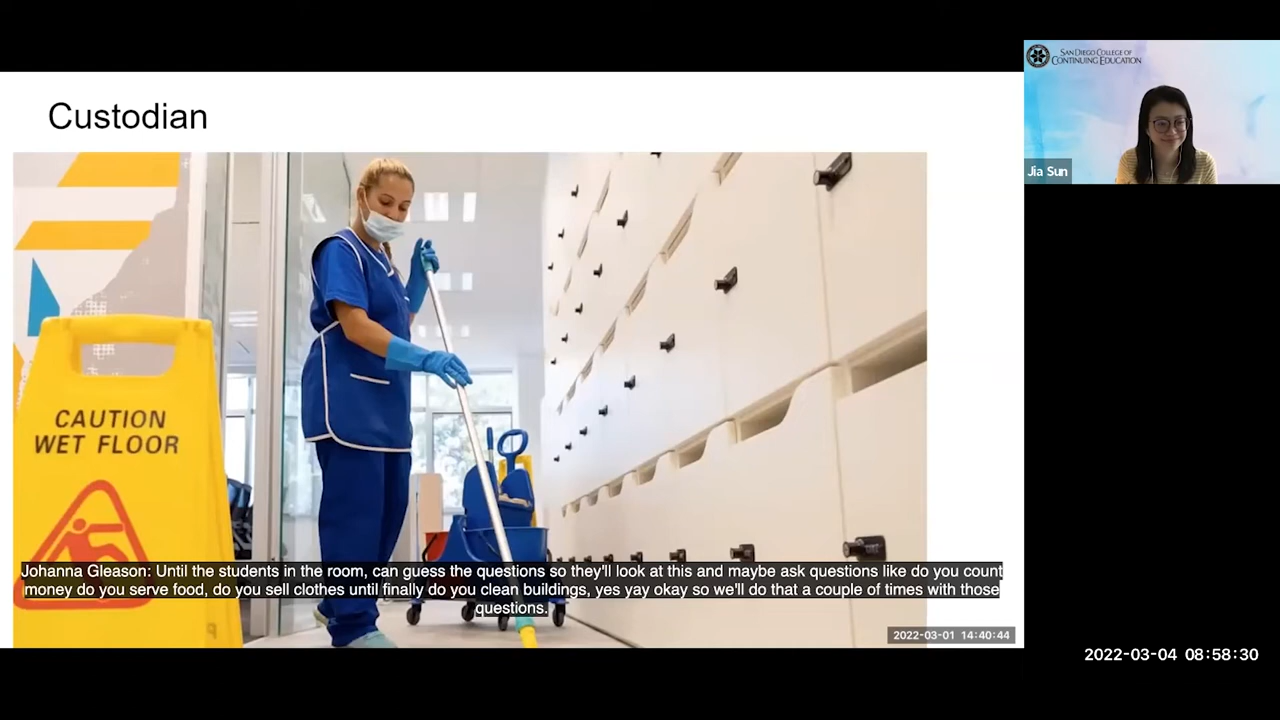 Custodian
CAUTION
WET FLOOR
Johanna Gleason: Until the students in the room, can guess the questions so they'll look at this and maybe ask questions like do you count
money do you serve food, do you sell clothes until finally do you clean buildings, yes yay okay so we'll do that a couple of times with those
questions.
2022-03-01 14:40:44
SAN DIEGO COLLEGE OF
CONTINUING EDUCATION
Jia Sun
2022-03-04 08:58:30